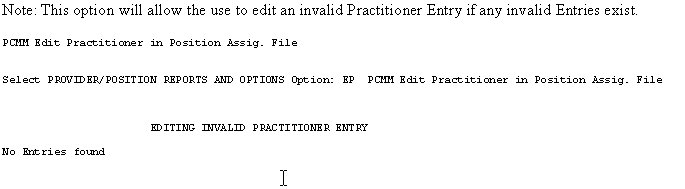 Note: This option will allow the use to edit an invalid Practitioner Entry if any invalid Entries exist.
PCMM Edit Practitioner in Position Assig. File
Select PROVIDER/POSITION REPORTS AND OPTIONS Option: EP  PCMM Edit Practitioner in Position Assig. File
EDITING INVALID PRACTITIONER ENTRY
No Entries found